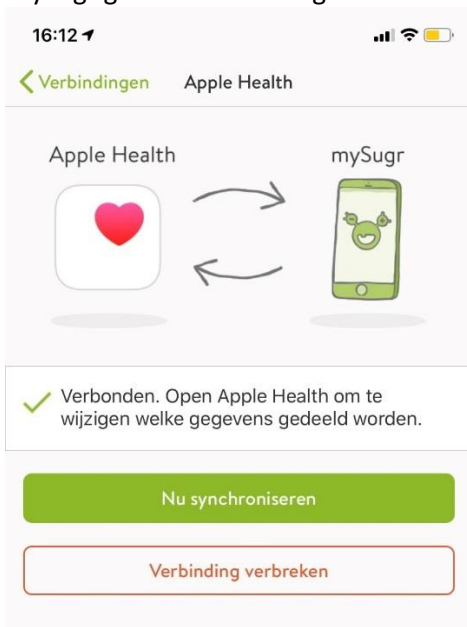 16:12
Verbindingen Apple Health
Apple Health mySugr
Verbonden. Open Apple Health om te
wijzigen welke gegevens gedeeld worden.
Nu synchroniseren
Verbinding verbreken